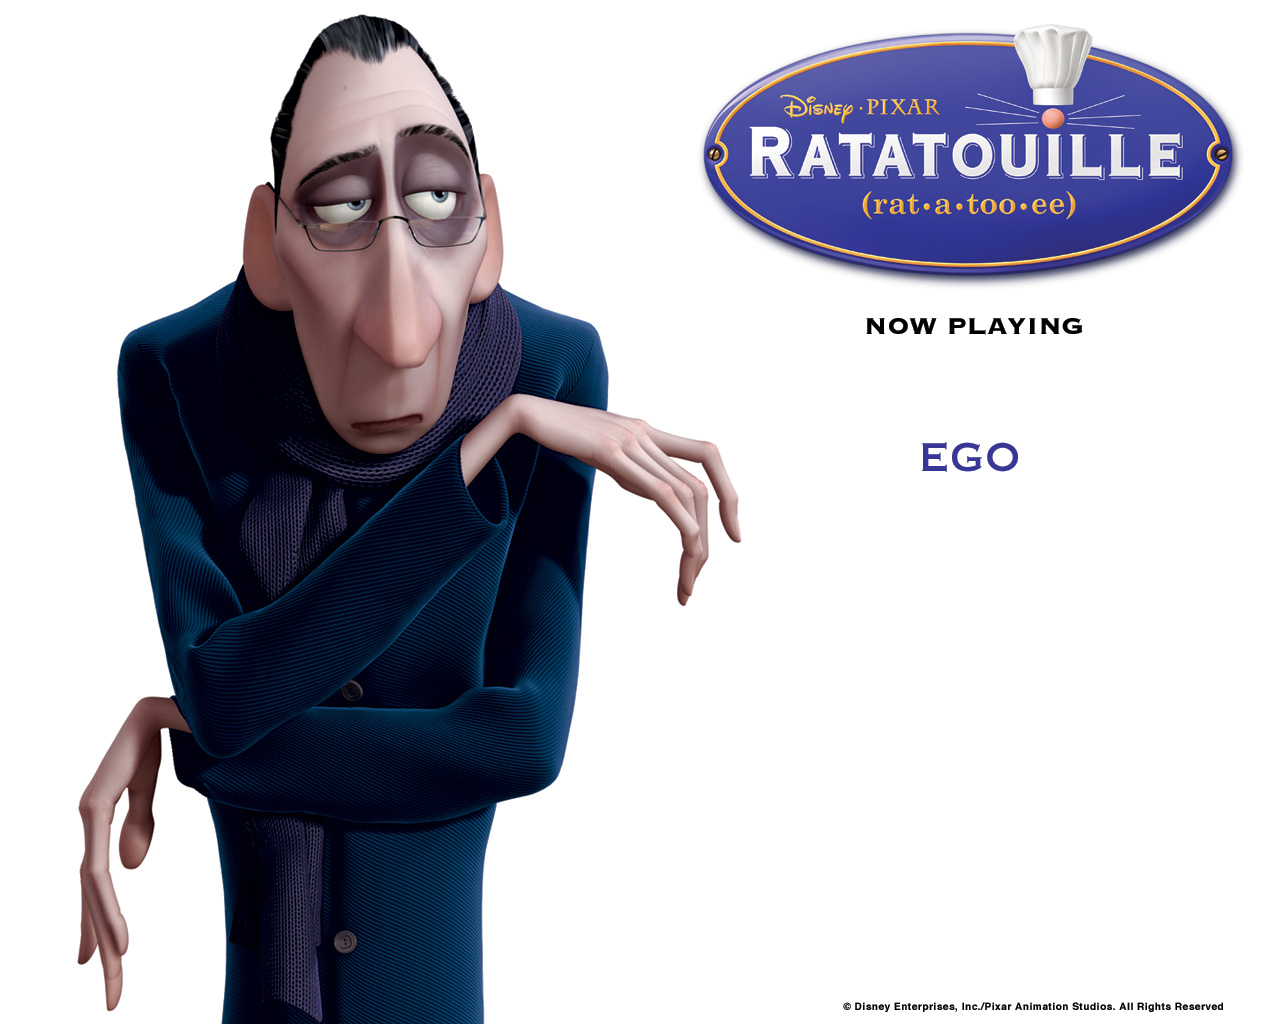 Disney · PIXAR
RATATOUILLE
(rat•a•too•ee)
NOW PLAYING
EGO
© Disney Enterprises, Inc./Pixar Animation Studios. All Rights Reserved